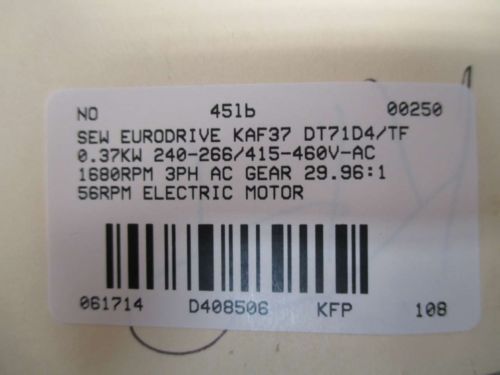 NO 45lb 00250
SEW EURODRIVE KAF37 DT71D4/TF
0.37KW 240-266/415-460V-AC
1680RPM 3PH AC GEAR 29.96:1
56RPM ELECTRIC MOTOR
061714 D408506 KFP 108